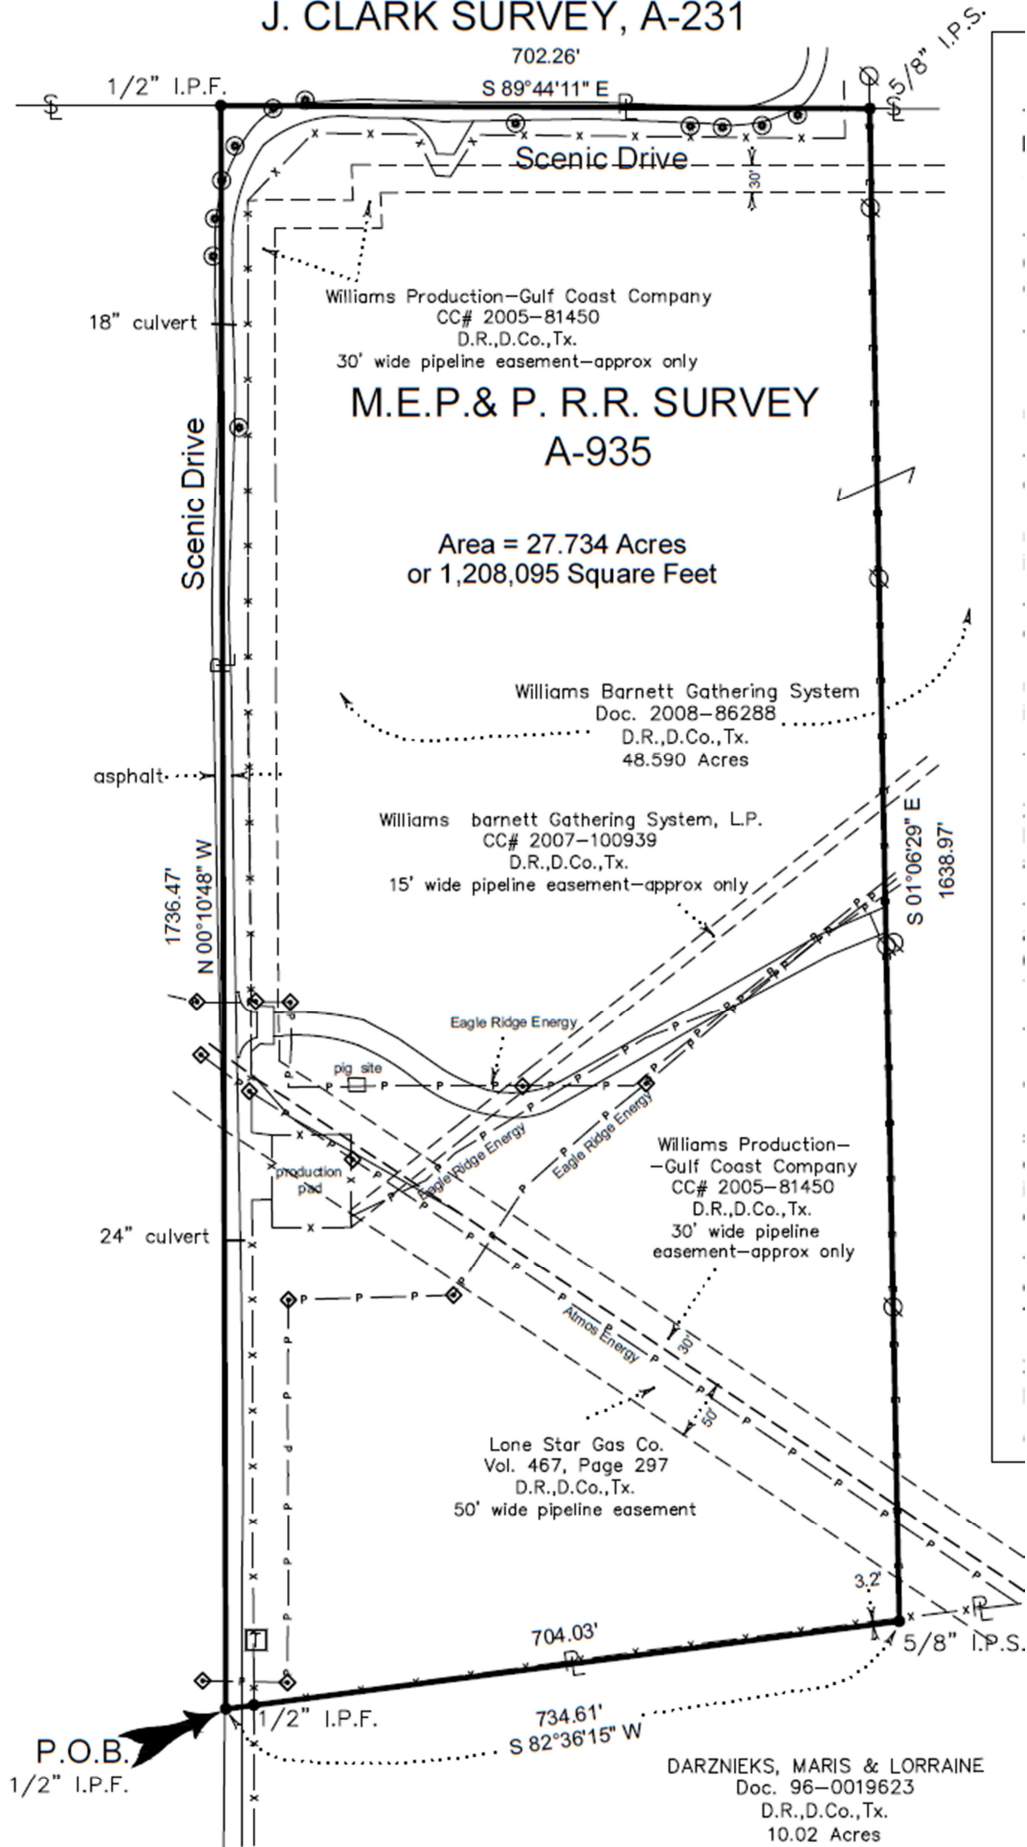 J. CLARK SURVEY, A-231
702.26'
S 89°44'11" E
1/2" I.P.F.
5/8" I.P.S.
Scenic Drive
30'
Williams Production-Gulf Coast Company
CC# 2005-81450
D.R.,D.Co.,Tx.
30' wide pipeline easement-approx only
18" culvert
M.E.P.& P. R.R. SURVEY
A-935
Scenic Drive
Area = 27.734 Acres
or 1,208,095 Square Feet
Williams Barnett Gathering System
Doc. 2008-86288
D.R.,D.Co.,Tx.
48.590 Acres
asphalt
Williams barnett Gathering System, L.P.
CC# 2007-100939
D.R.,D.Co.,Tx.
15' wide pipeline easement-approx only
S 01°06'29" E
1638.97'
1736.47'
N 00°10'48" W
Eagle Ridge Energy
pig site
Eagle Ridge Energy
Eagle Ridge Energy
production
pad
Williams Production-
-Gulf Coast Company
CC# 2005-81450
D.R.,D.Co.,Tx.
30' wide pipeline
easement-approx only
24" culvert
Atmos Energy
30'
50'
Lone Star Gas Co.
Vol. 467, Page 297
D.R.,D.Co.,Tx.
50' wide pipeline easement
3.2'
704.03'
5/8" I.P.S.
1/2" I.P.F.
734.61'
S 82°36'15" W
P.O.B.
1/2" I.P.F.
DARZNIEKS, MARIS & LORRAINE
Doc. 96-0019623
D.R.,D.Co.,Tx.
10.02 Acres